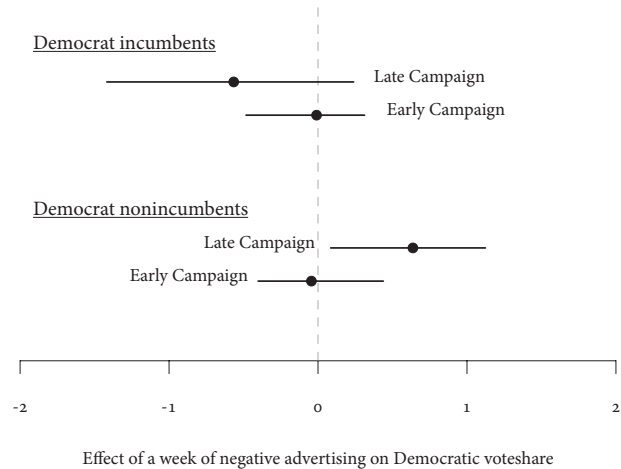 Democrat incumbents
Late Campaign
Early Campaign
Democrat nonincumbents
Late Campaign
Early Campaign
-2 -1 0 1 2
Effect of a week of negative advertising on Democratic voteshare